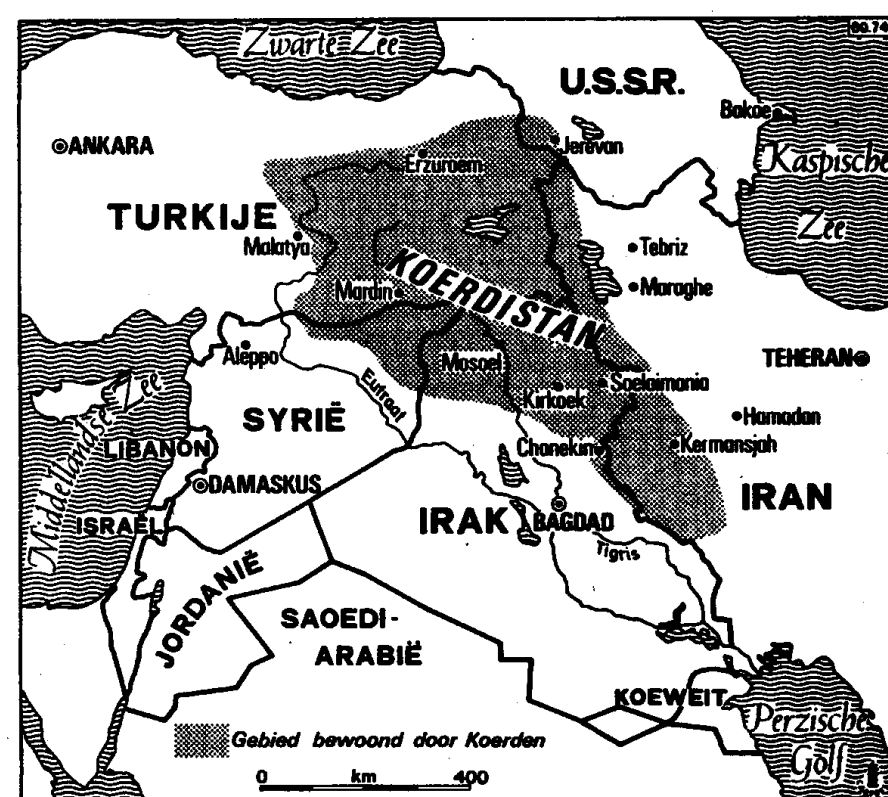 Zwarte Zee
80.74
U.S.S.R.
Bakoe
ANKARA
Jerevan
Erzuroem
Kaspische
Zee
TURKIJE
Malatya
Tebriz
KOERDISTAN
Mardin
Maraghe
Aleppo
Mosoel
TEHERAN
Soelaimania
Eufraat
Kirkoek
SYRIË
Hamadan
Middellandse Zee
LIBANON
Chanekin
Kermansjah
DAMASKUS
IRAN
ISRAËL
IRAK
BAGDAD
Tigris
JORDANIË
SAOEDI-
ARABIË
KOEWEIT
Perzische
Golf
Gebied bewoond door Koerden
0 km 400